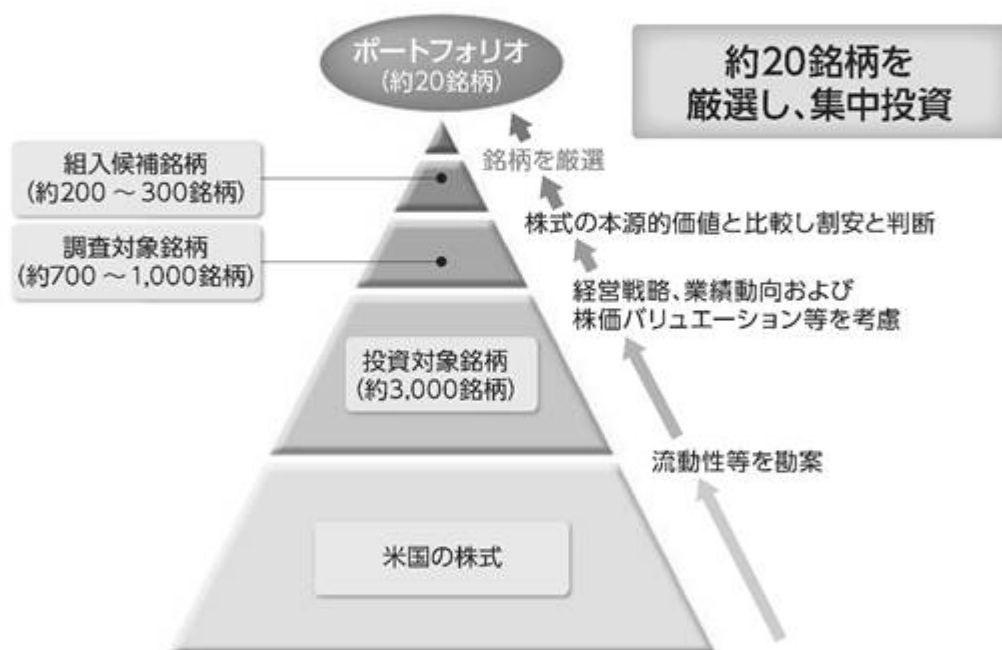 ポートフォリオ
(約20銘柄)
約20銘柄を
厳選し、集中投資
銘柄を厳選
組入候補銘柄
(約200 ～ 300銘柄)
株式の本源的価値と比較し割安と判断
調査対象銘柄
(約700 ～ 1,000銘柄)
経営戦略、業績動向および
株価バリュエーション等を考慮
投資対象銘柄
(約3,000銘柄)
流動性等を勘案
米国の株式